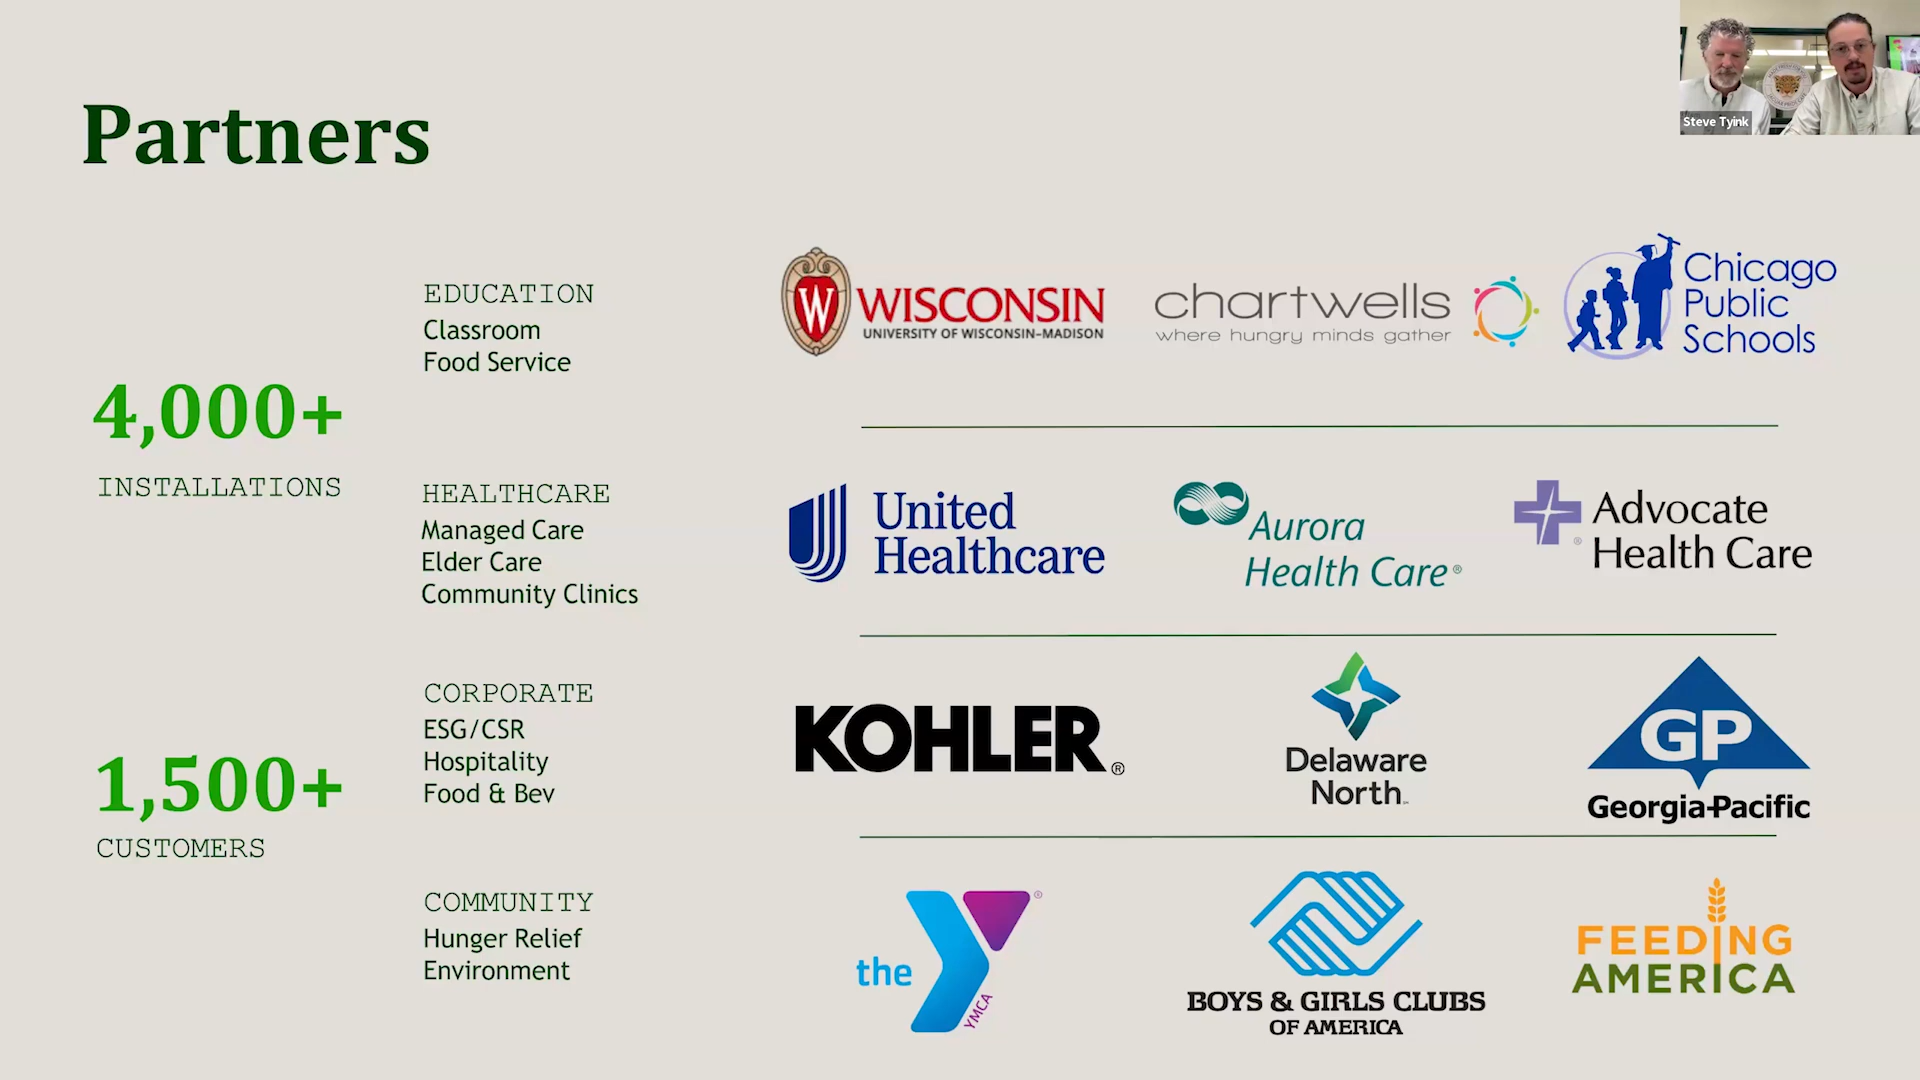 Partners
Steve Tyink
4,000+
INSTALLATIONS
1,500+
CUSTOMERS
EDUCATION
Classroom
Food Service
W WISCONSIN
UNIVERSITY OF WISCONSIN–MADISON
chartwells
where hungry minds gather
Chicago
Public
Schools
HEALTHCARE
Managed Care
Elder Care
Community Clinics
United
Healthcare
Aurora
Health Care®
Advocate
®
Health Care
CORPORATE
ESG/CSR
Hospitality
Food & Bev
KOHLER®
Delaware
North
GP
Georgia-Pacific
COMMUNITY
Hunger Relief
Environment
the
YMCA
®
BOYS & GIRLS CLUBS
OF AMERICA
FEEDING
AMERICA